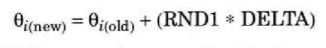 θi(new) = θi(old) + (RND1 * DELTA)